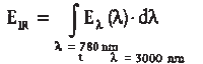 E_IR = ∫ E_λ (λ)·dλ
λ = 780 nm
t λ = 3000 nm